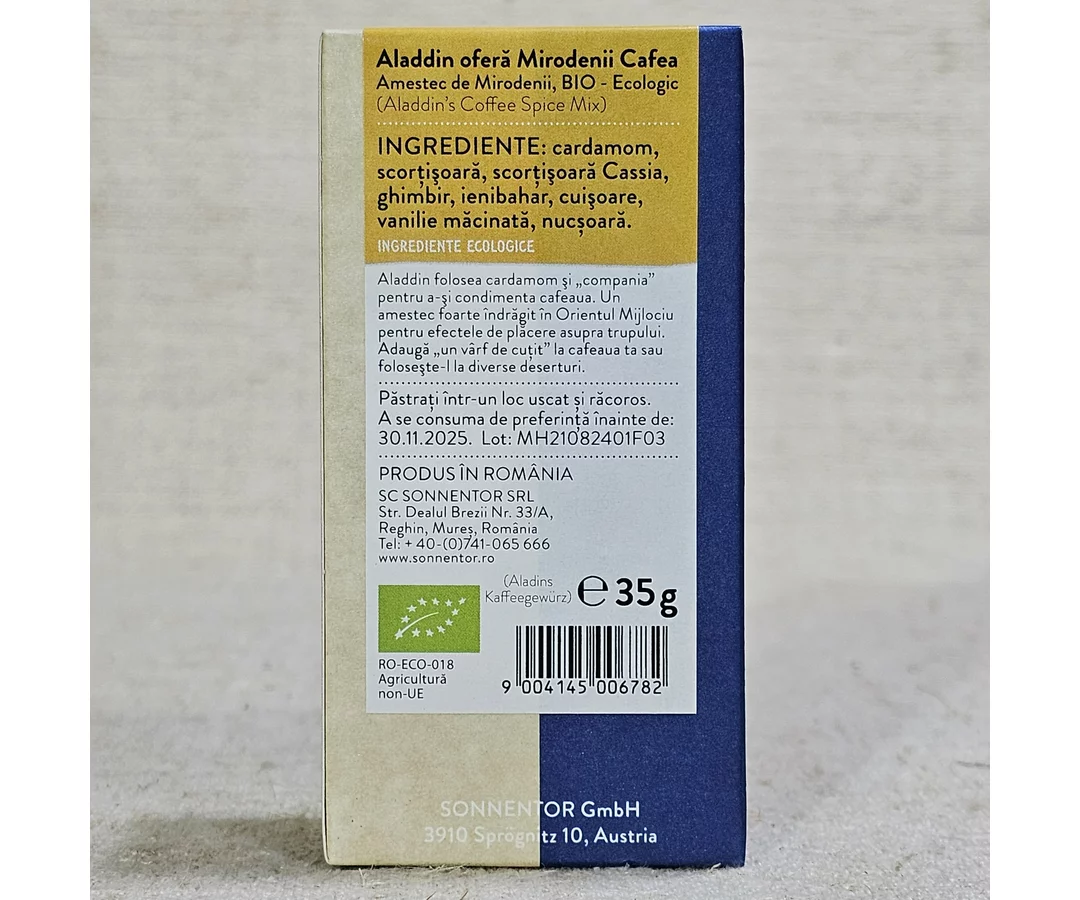 Aladdin oferă Mirodenii Cafea
Amestec de Mirodenii, BIO - Ecologic
(Aladdin's Coffee Spice Mix)
INGREDIENTE: cardamom,
scorțişoară, scorțişoară Cassia,
ghimbir, ienibahar, cuişoare,
vanilie măcinată, nucșoară.
INGREDIENTE ECOLOGICE
Aladdin folosea cardamom şi „compania”
pentru a-şi condimenta cafeaua. Un
amestec foarte îndrăgit în Orientul Mijlociu
pentru efectele de plăcere asupra trupului.
Adaugă „un vârf de cuțit” la cafeaua ta sau
foloseşte-l la diverse deserturi.
Păstrați într-un loc uscat și răcoros.
A se consuma de preferință înainte de:
30.11.2025. Lot: MH21082401F03
PRODUS ÎN ROMÂNIA
SC SONNENTOR SRL
Str. Dealul Brezii Nr. 33/A,
Reghin, Mureș, România
Tel: + 40-(0)741-065 666
www.sonnentor.ro
(Aladins
Kaffeegewürz) ℮ 35g
RO-ECO-018
Agricultură
non-UE
9 004145 006782
SONNENTOR GmbH
3910 Sprögnitz 10, Austria